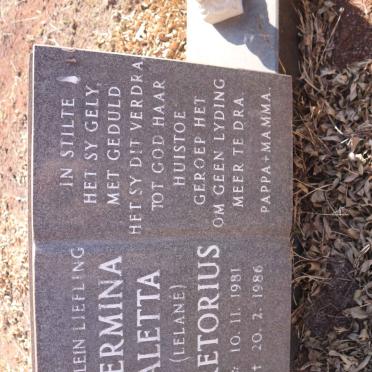 LEIN LIEFLING
ERMINA
ALETTA
(LELANE)
ETORIUS
10.11.1981
† 20.2.1986
IN STILTE
HET SY GELY,
MET GEDULD
HET SY DIT VERDRA,
TOT GOD HAAR
HUISTOE
GEROEP HET
OM GEEN LYDING
MEER TE DRA.
PAPPA + MAMMA.